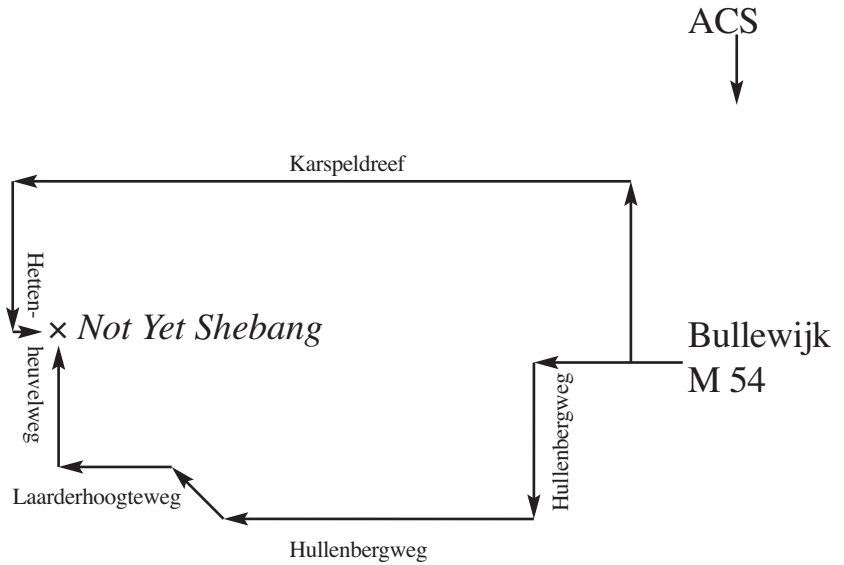 ACS
Karspeldreef
Hetten-
heuvelweg
× Not Yet Shebang
Bullewijk
M 54
Hullenbergweg
Laarderhoogteweg
Hullenbergweg